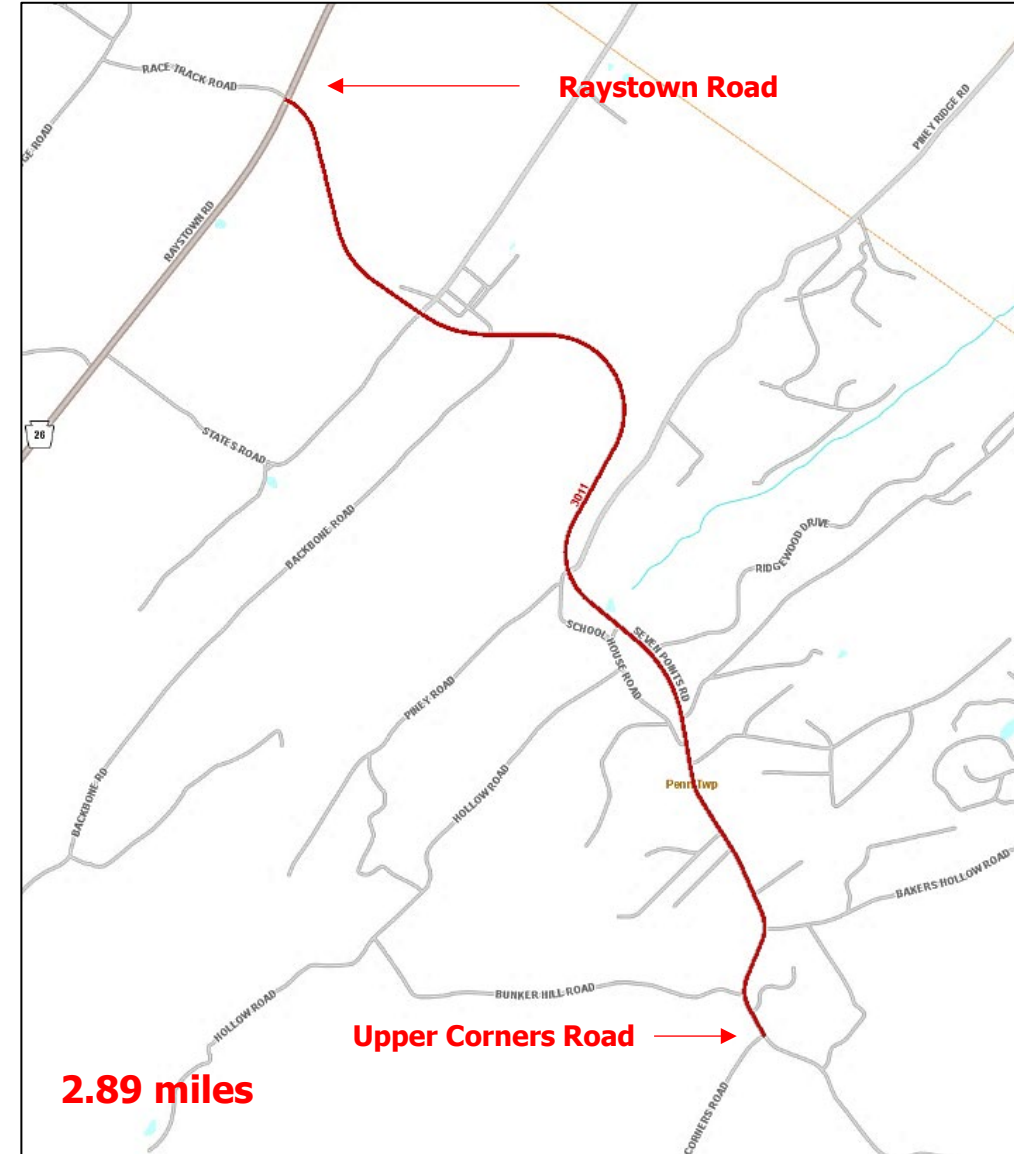 RACE TRACK ROAD
Raystown Road
PINEY RIDGE RD
GE ROAD
RAYSTOWN RD
26
STATES ROAD
3011
BACKBONE ROAD
RIDGEWOOD DRIVE
SCHOOL HOUSE ROAD
SEVEN POINTS RD
PINEY ROAD
HOLLOW ROAD
Penn Twp
BACKBONE RD
BAKERS HOLLOW ROAD
BUNKER HILL ROAD
HOLLOW ROAD
Upper Corners Road
2.89 miles
CORNERS ROAD